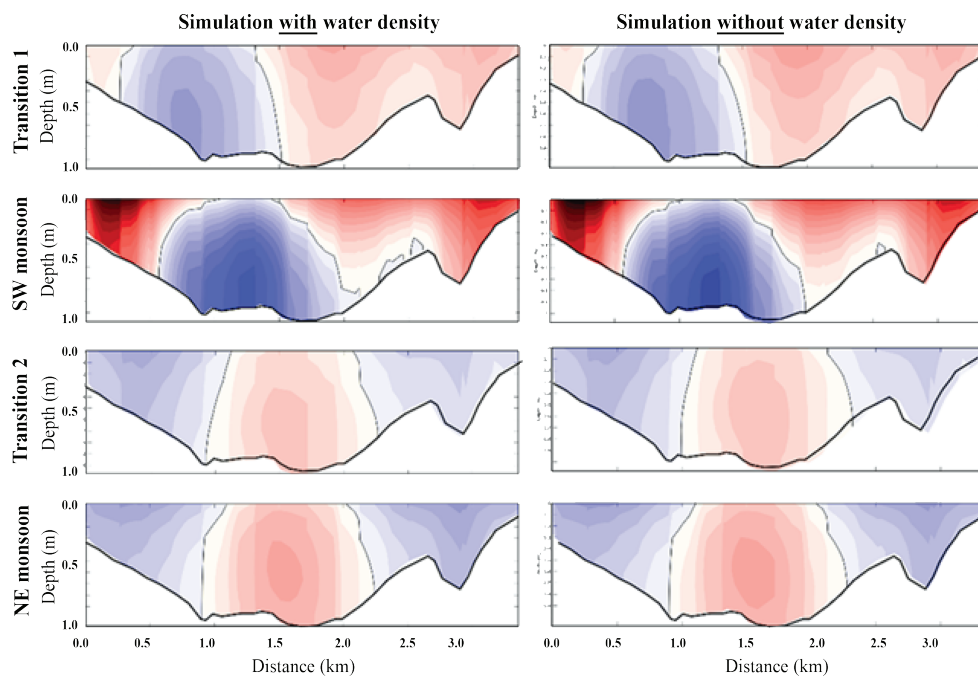 Simulation with water density
Simulation without water density
Transition 1
Depth (m)
0.0
0.5
1.0
SW monsoon
Depth (m)
0.0
0.5
1.0
Transition 2
Depth (m)
0.0
0.5
1.0
NE monsoon
Depth (m)
0.0
0.5
1.0
0.0 0.5 1.0 1.5 2.0 2.5 3.0
Distance (km)
0.0 0.5 1.0 1.5 2.0 2.5 3.0
Distance (km)